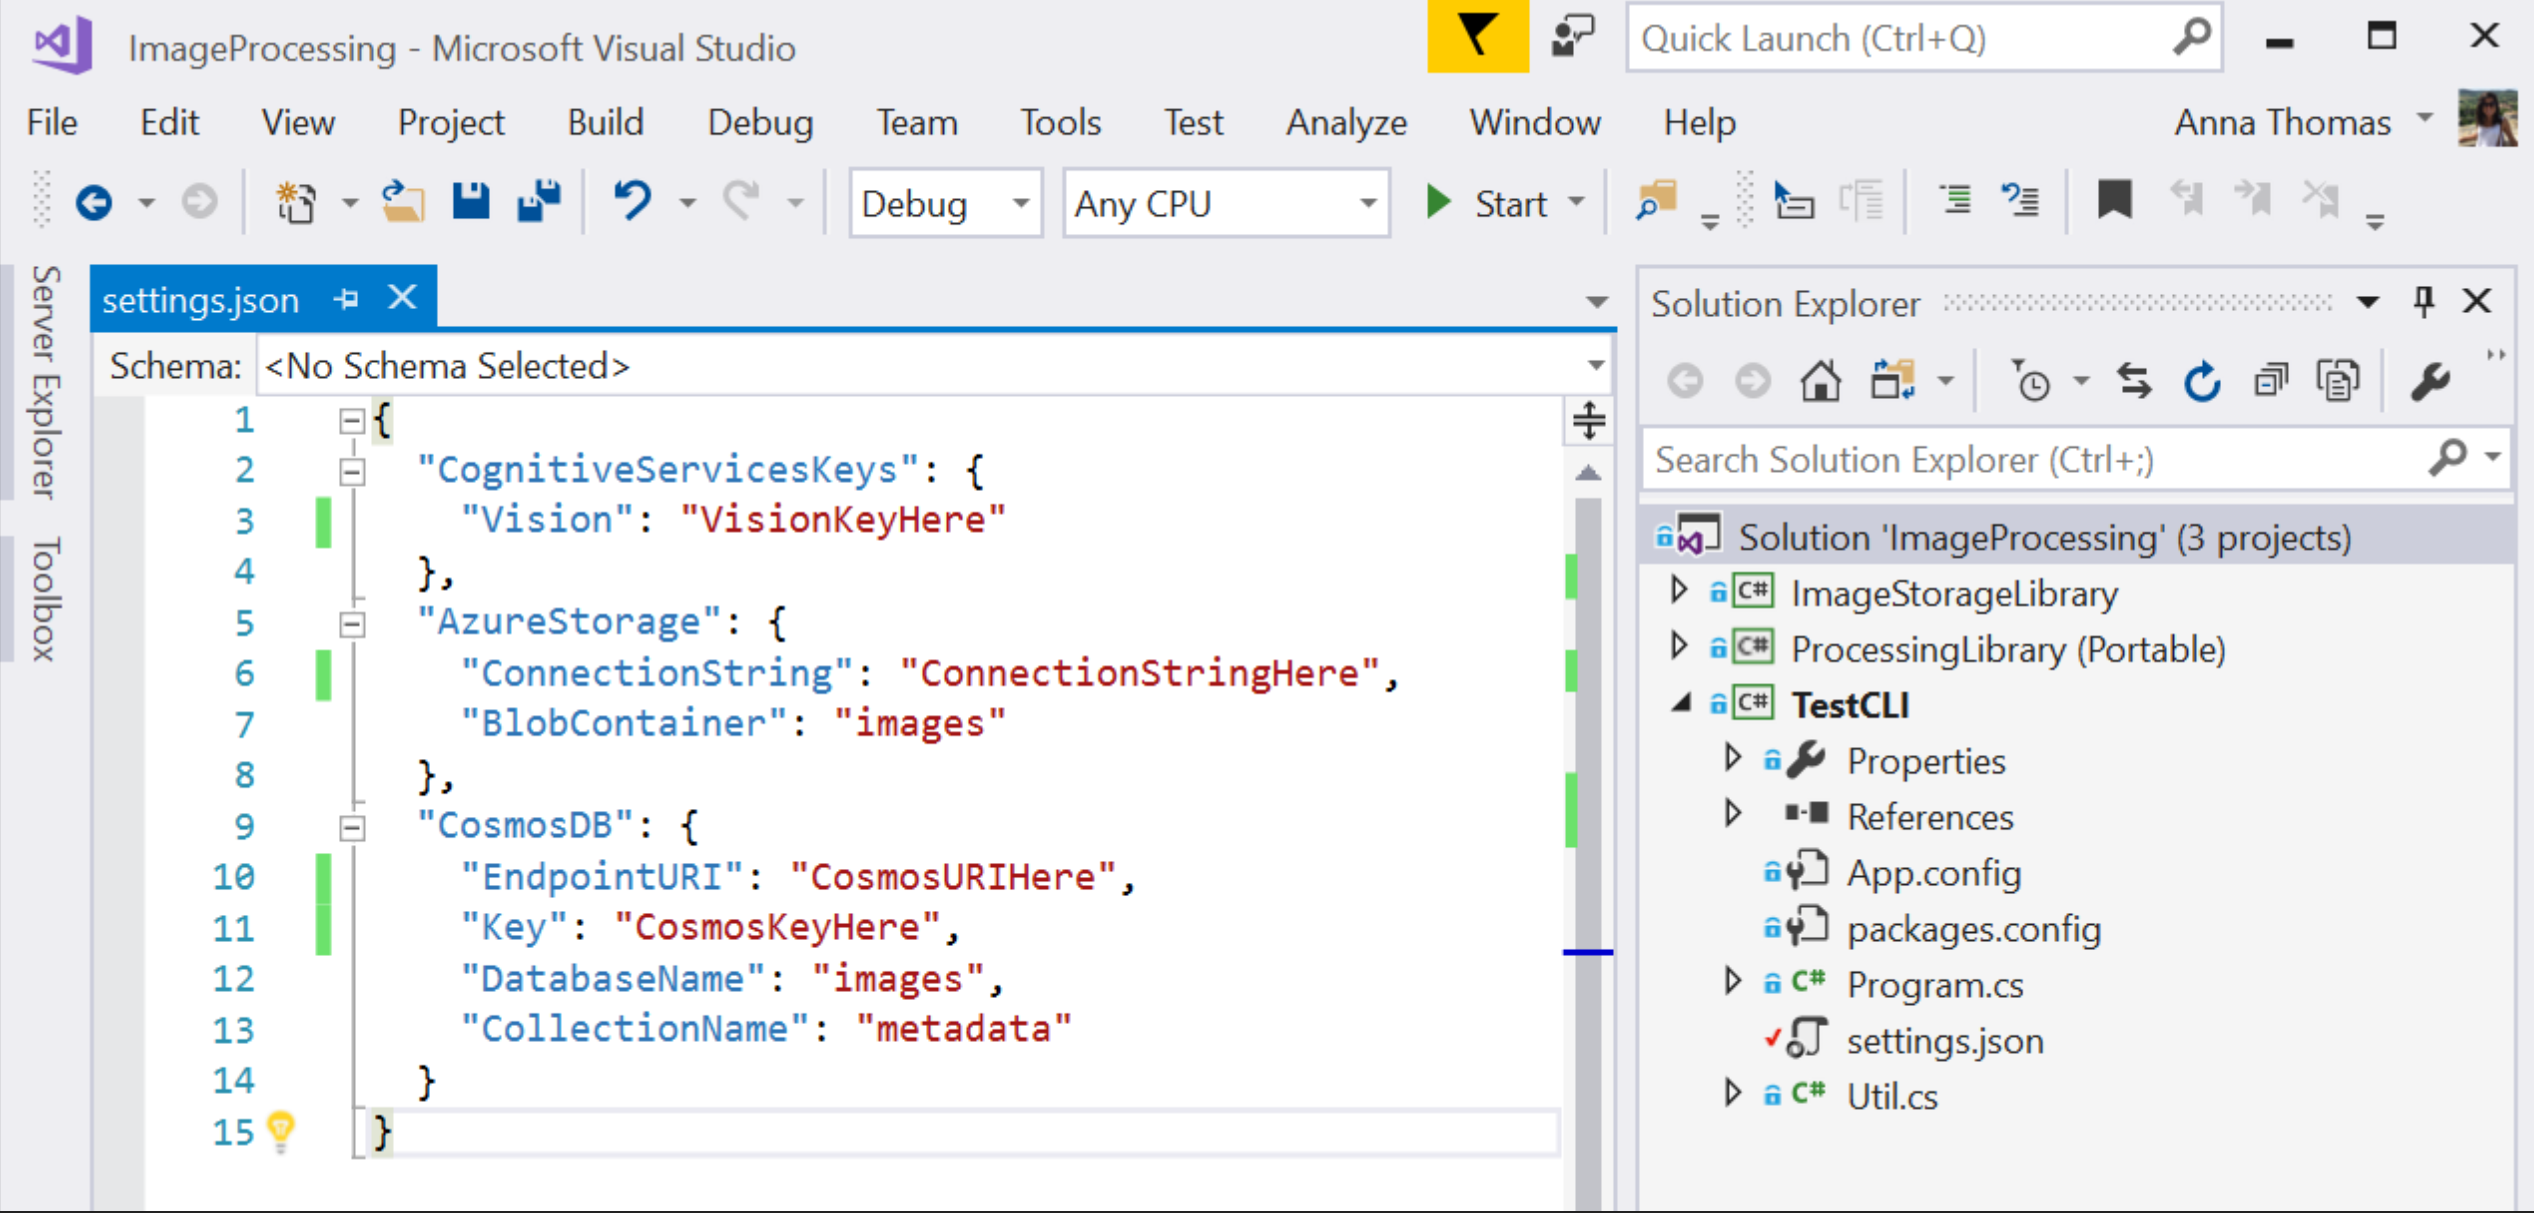 ImageProcessing - Microsoft Visual Studio
Quick Launch (Ctrl+Q)
File Edit View Project Build Debug Team Tools Test Analyze Window Help
Anna Thomas
Debug Any CPU Start
Server Explorer
Toolbox
settings.json
Schema: <No Schema Selected>
1 {
2 "CognitiveServicesKeys": {
3 "Vision": "VisionKeyHere"
4 },
5 "AzureStorage": {
6 "ConnectionString": "ConnectionStringHere",
7 "BlobContainer": "images"
8 },
9 "CosmosDB": {
10 "EndpointURI": "CosmosURIHere",
11 "Key": "CosmosKeyHere",
12 "DatabaseName": "images",
13 "CollectionName": "metadata"
14 }
15 }
Solution Explorer
Search Solution Explorer (Ctrl+;)
Solution 'ImageProcessing' (3 projects)
C# ImageStorageLibrary
C# ProcessingLibrary (Portable)
C# TestCLI
Properties
References
App.config
packages.config
C# Program.cs
settings.json
C# Util.cs